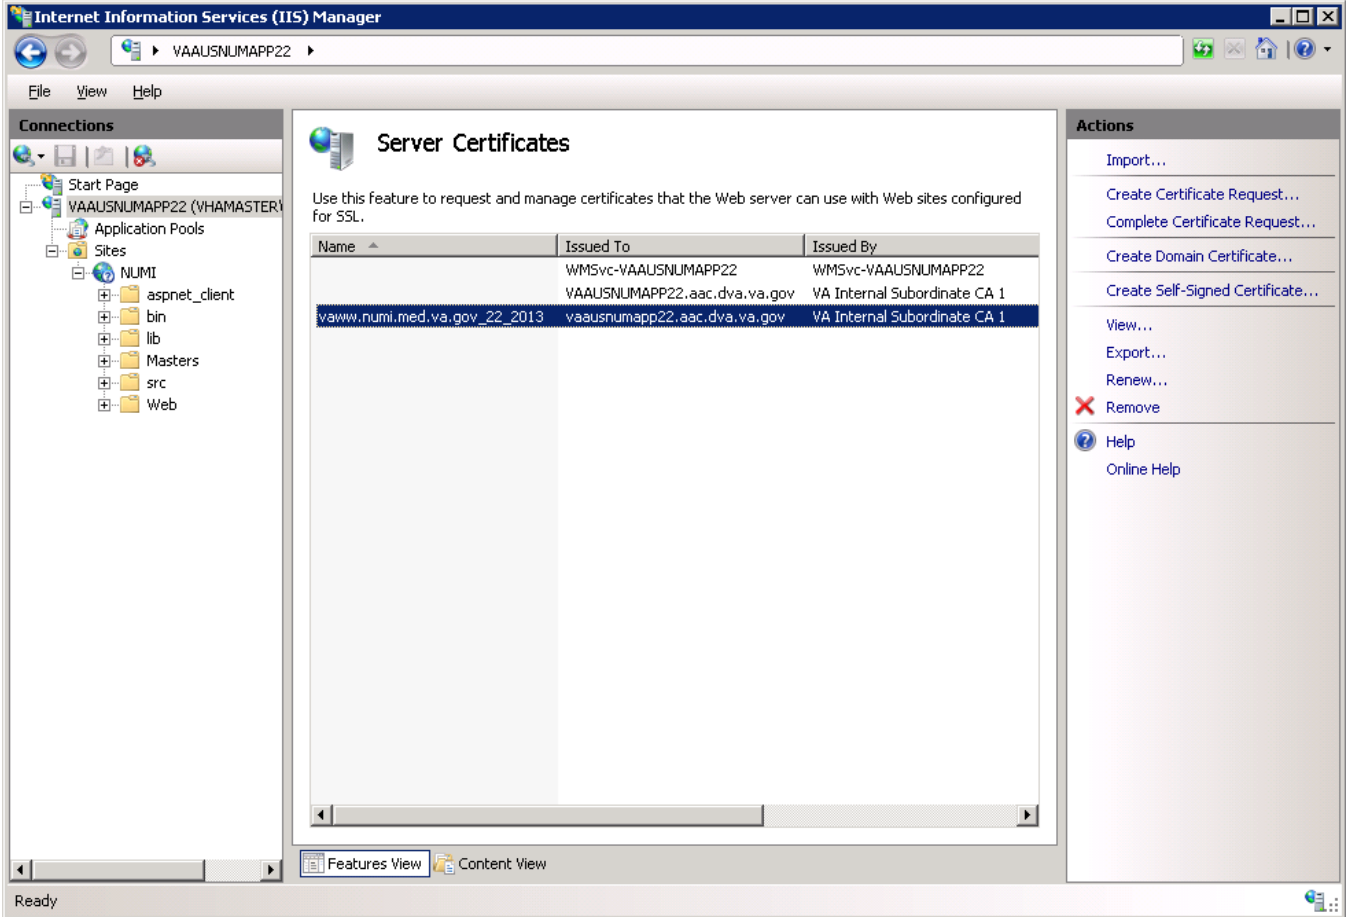 Internet Information Services (IIS) Manager
VAAUSNUMAPP22
File View Help
Connections
Start Page
VAAUSNUMAPP22 (VHAMASTER\
Application Pools
Sites
NUMI
aspnet_client
bin
lib
Masters
src
Web
Server Certificates
Use this feature to request and manage certificates that the Web server can use with Web sites configured
for SSL.
Name Issued To Issued By
WMSvc-VAAUSNUMAPP22 WMSvc-VAAUSNUMAPP22
VAAUSNUMAPP22.aac.dva.va.gov VA Internal Subordinate CA 1
vaww.numi.med.va.gov_22_2013 vaausnumapp22.aac.dva.va.gov VA Internal Subordinate CA 1
Features View Content View
Actions
Import...
Create Certificate Request...
Complete Certificate Request...
Create Domain Certificate...
Create Self-Signed Certificate...
View...
Export...
Renew...
Remove
Help
Online Help
Ready